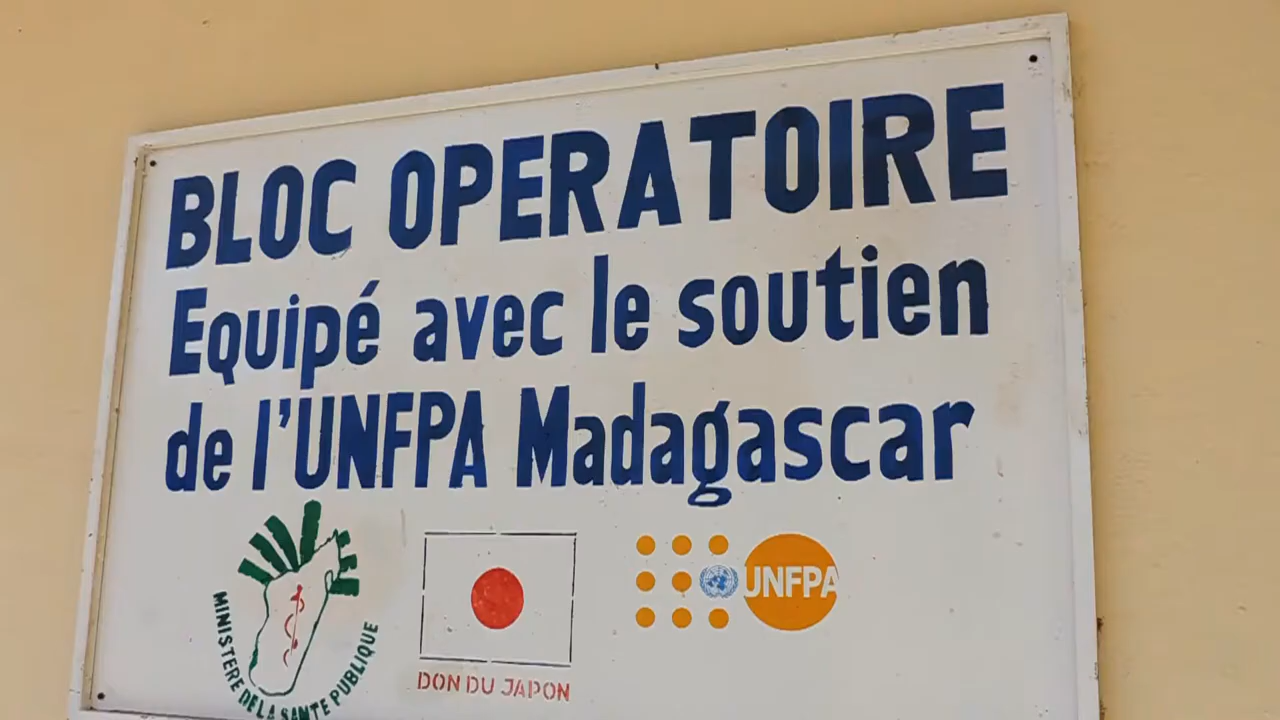 BLOC OPERATOIRE
Equipé avec le soutien
de l'UNFPA Madagascar
MINISTERE DE LA SANTE PUBLIQUE
DON DU JAPON
UNFPA